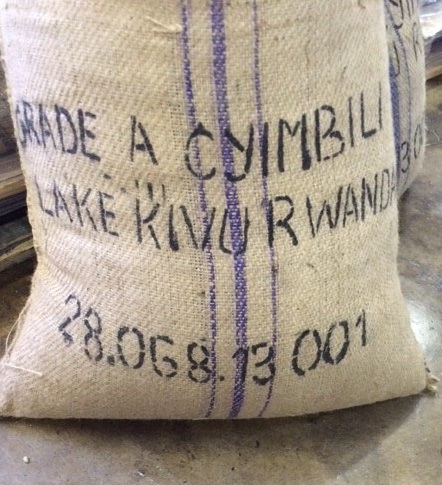 GRADE A CYIMBILI
LAKE KIVU RWANDA
28.068.13 001